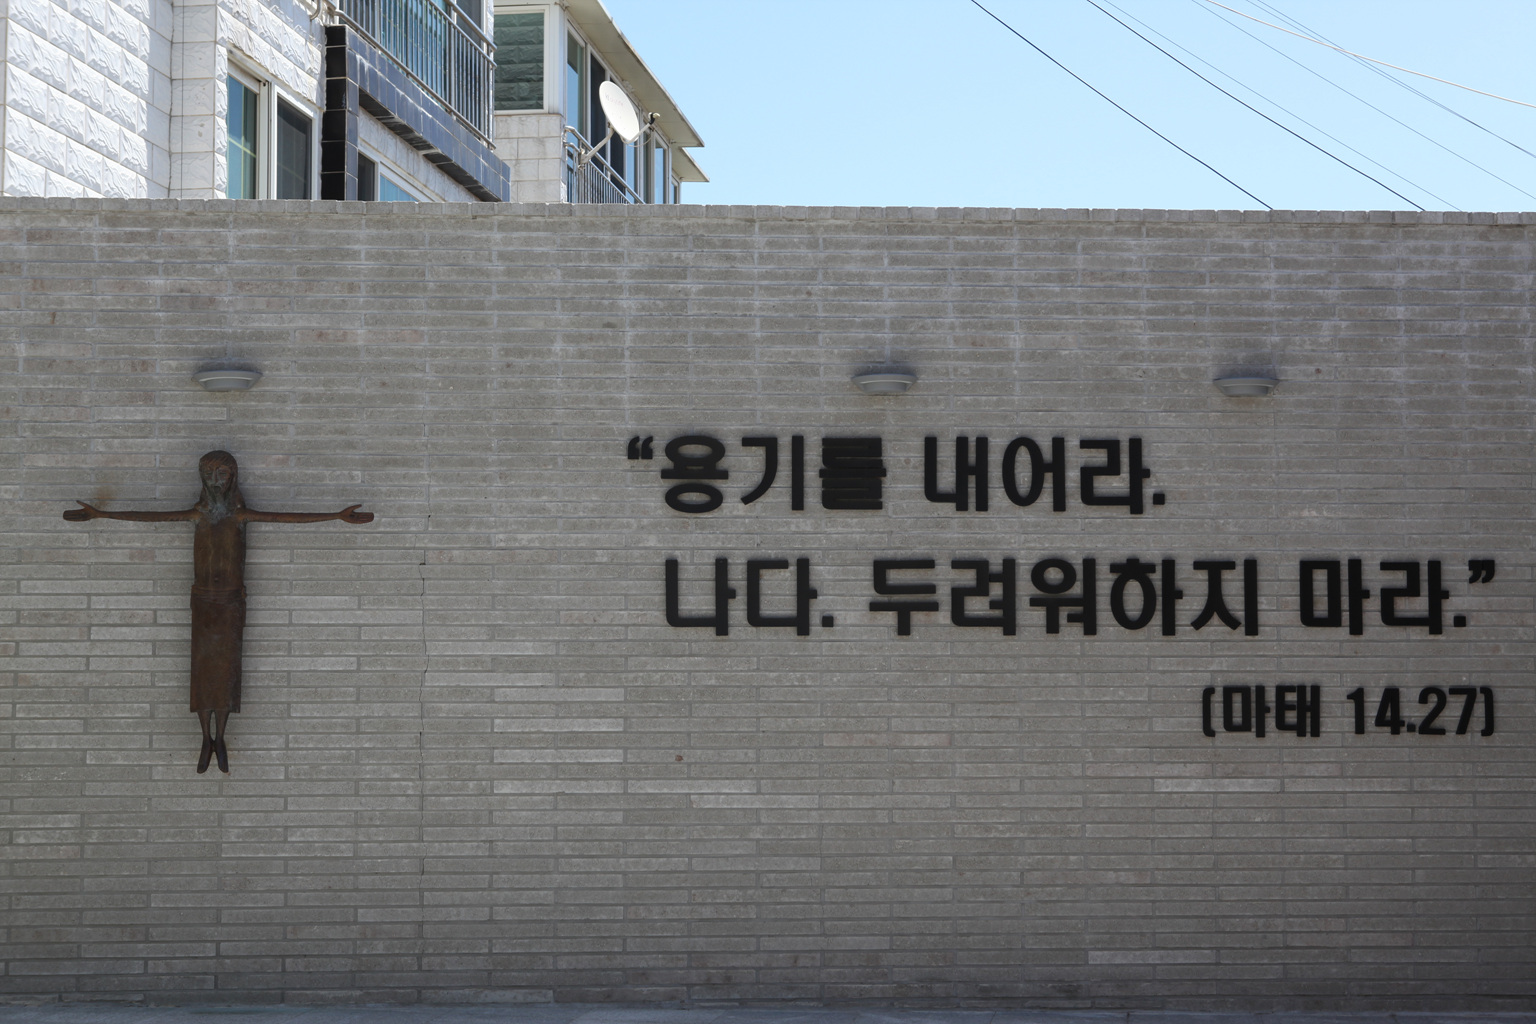 “용기를 내어라.
나다. 두려워하지 마라.”
(마태 14.27)